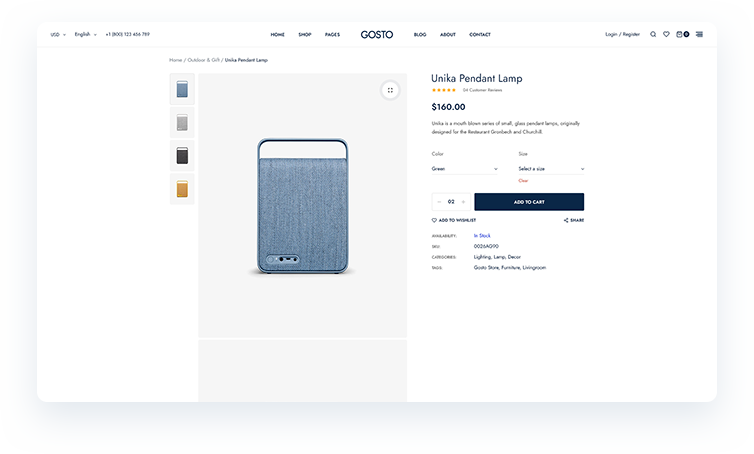 USD English +1 (800) 123 456 789 HOME SHOP PAGES GOSTO BLOG ABOUT CONTACT Login / Register 0
Home / Outdoor & Gift / Unika Pendant Lamp
Unika Pendant Lamp
04 Customer Reviews
$160.00
Unika is a mouth blown series of small, glass pendant lamps, originally
designed for the Restaurant Gronbech and Churchill.
Color Size
Green Select a size
Clear
− 02 + ADD TO CART
ADD TO WISHLIST SHARE
AVAILABILITY: In Stock
SKU: 0026AG90
CATEGORIES: Lighting, Lamp, Decor
TAGS: Gosto Store, Furniture, Livingroom